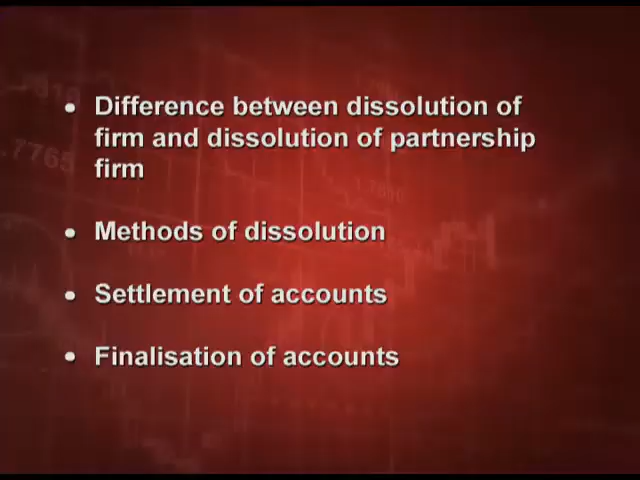 • Difference between dissolution of
firm and dissolution of partnership
firm
• Methods of dissolution
• Settlement of accounts
• Finalisation of accounts
.7765